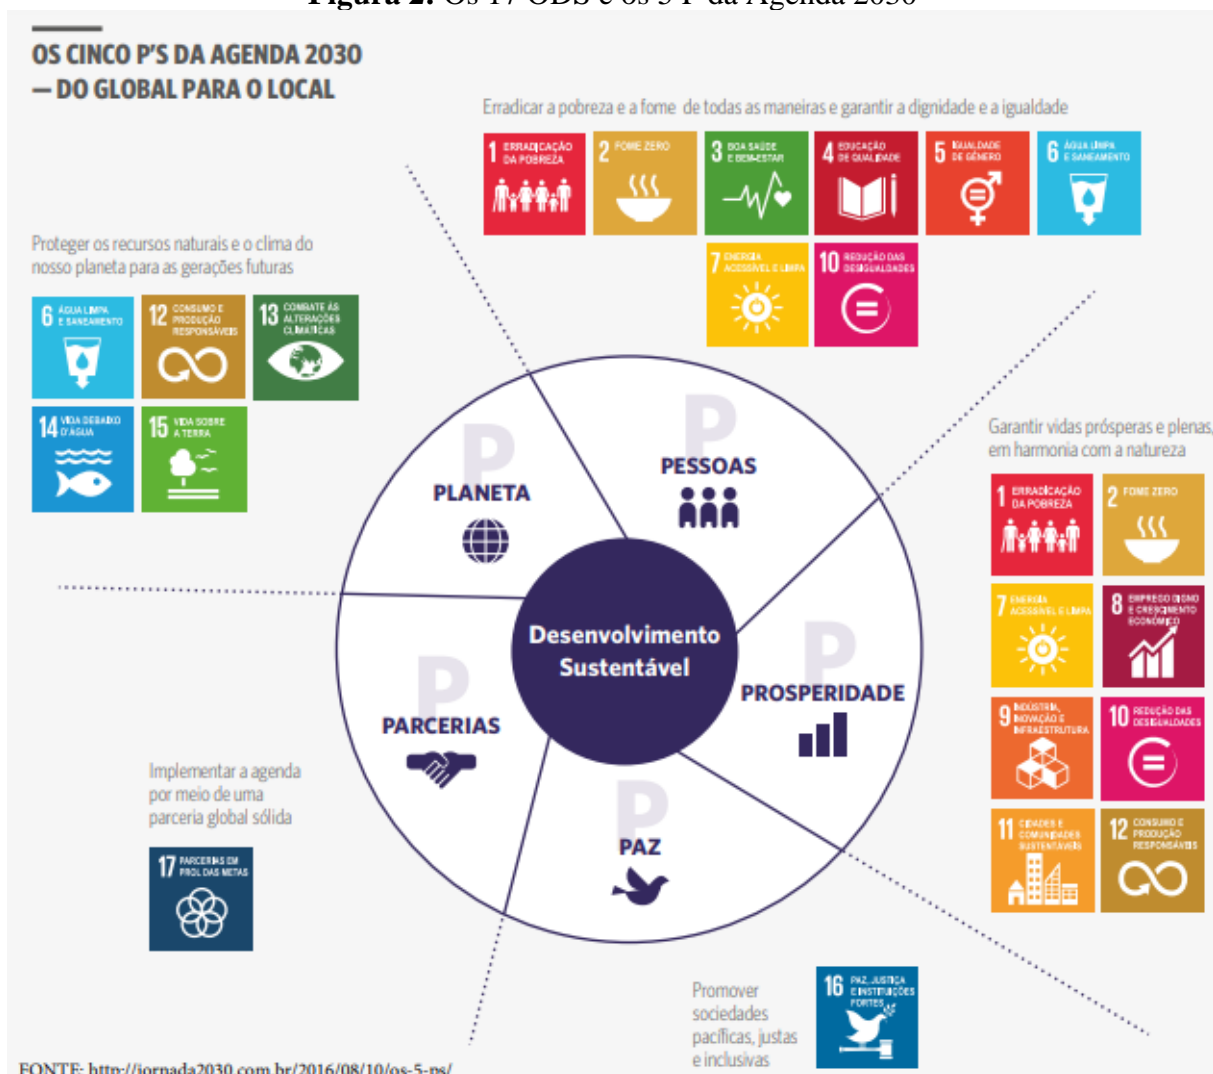 Figura 2: Os 17 ODS e os 5 P da Agenda 2030
OS CINCO P'S DA AGENDA 2030
— DO GLOBAL PARA O LOCAL
Erradicar a pobreza e a fome de todas as maneiras e garantir a dignidade e a igualdade
1 ERRADICAÇÃO
DA POBREZA
2 FOME ZERO
3 BOA SAÚDE
E BEM-ESTAR
4 EDUCAÇÃO
DE QUALIDADE
5 IGUALDADE
DE GÉNERO
6 ÁGUA LIMPA
E SANEAMENTO
7 ENERGIA
ACESSÍVEL E LIMPA
10 REDUÇÃO DAS
DESIGUALDADES
Proteger os recursos naturais e o clima do
nosso planeta para as gerações futuras
6 ÁGUA LIMPA
E SANEAMENTO
12 CONSUMO E
PRODUÇÃO
RESPONSÁVEIS
13 COMBATE ÀS
ALTERAÇÕES
CLIMÁTICAS
14 VIDA DEBAIXO
D'ÁGUA
15 VIDA SOBRE
A TERRA
P
PLANETA
P
PESSOAS
Garantir vidas prósperas e plenas,
em harmonia com a natureza
1 ERRADICAÇÃO
DA POBREZA
2 FOME ZERO
7 ENERGIA
ACESSÍVEL E LIMPA
8 EMPREGO DIGNO
E CRESCIMENTO
ECONÓMICO
9 INDÚSTRIA,
INOVAÇÃO E
INFRAESTRUTURA
10 REDUÇÃO DAS
DESIGUALDADES
11 CIDADES E
COMUNIDADES
SUSTENTÁVEIS
12 CONSUMO E
PRODUÇÃO
RESPONSÁVEIS
Desenvolvimento
Sustentável
P
PROSPERIDADE
P
PARCERIAS
P
PAZ
Implementar a agenda
por meio de uma
parceria global sólida
17 PARCERIAS EM
PROL DAS METAS
Promover
sociedades
pacíficas, justas
e inclusivas
16 PAZ, JUSTIÇA
E INSTITUIÇÕES
FORTES
FONTE: http://jornada2030.com.br/2016/08/10/os-5-ps/